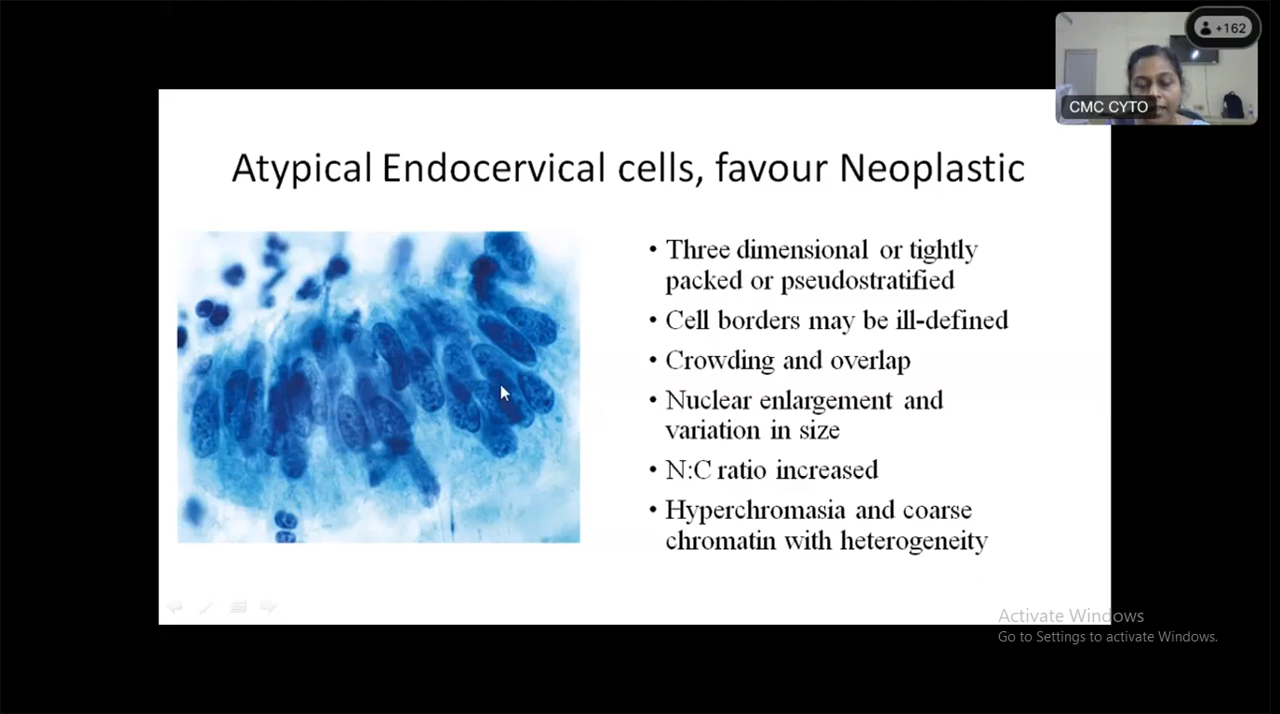 +162
CMC CYTO
Atypical Endocervical cells, favour Neoplastic
• Three dimensional or tightly
packed or pseudostratified
• Cell borders may be ill-defined
• Crowding and overlap
• Nuclear enlargement and
variation in size
• N:C ratio increased
• Hyperchromasia and coarse
chromatin with heterogeneity
Activate Windows
Go to Settings to activate Windows.